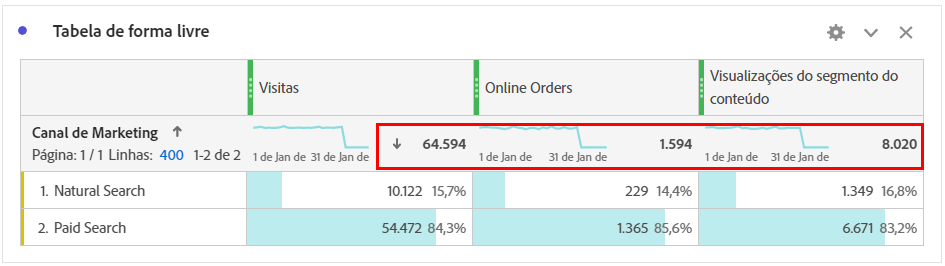 Tabela de forma livre
Visitas
Online Orders
Visualizações do segmento do
conteúdo
Canal de Marketing
Página: 1 / 1 Linhas: 400 1-2 de 2
1 de Jan de 31 de Jan de
64.594
1 de Jan de 31 de Jan de
1.594
1 de Jan de 31 de Jan de
8.020
1. Natural Search 10.122 15,7% 229 14,4% 1.349 16,8%
2. Paid Search 54.472 84,3% 1.365 85,6% 6.671 83,2%